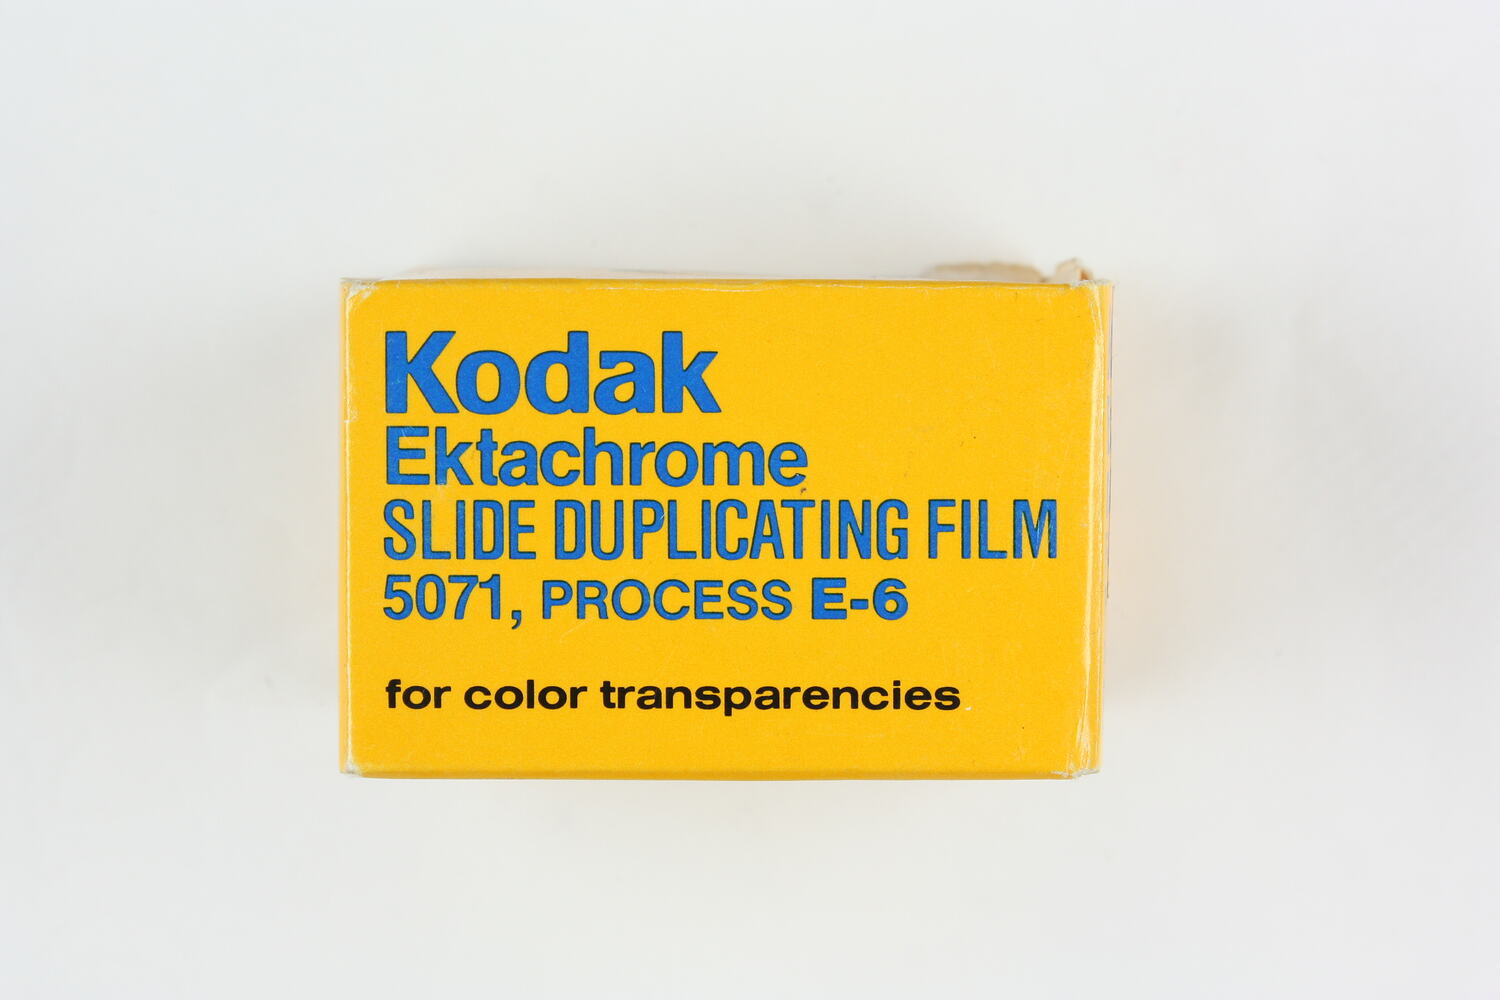 Kodak
Ektachrome
SLIDE DUPLICATING FILM
5071, PROCESS E-6
for color transparencies